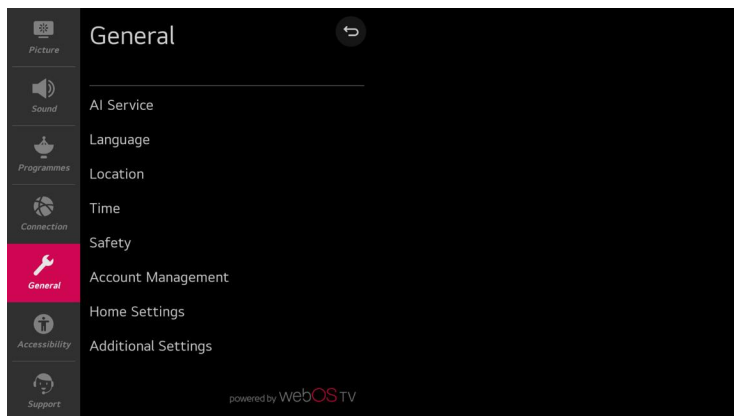 Picture
Sound
Programmes
Connection
General
Accessibility
Support
General
AI Service
Language
Location
Time
Safety
Account Management
Home Settings
Additional Settings
powered by webOS TV